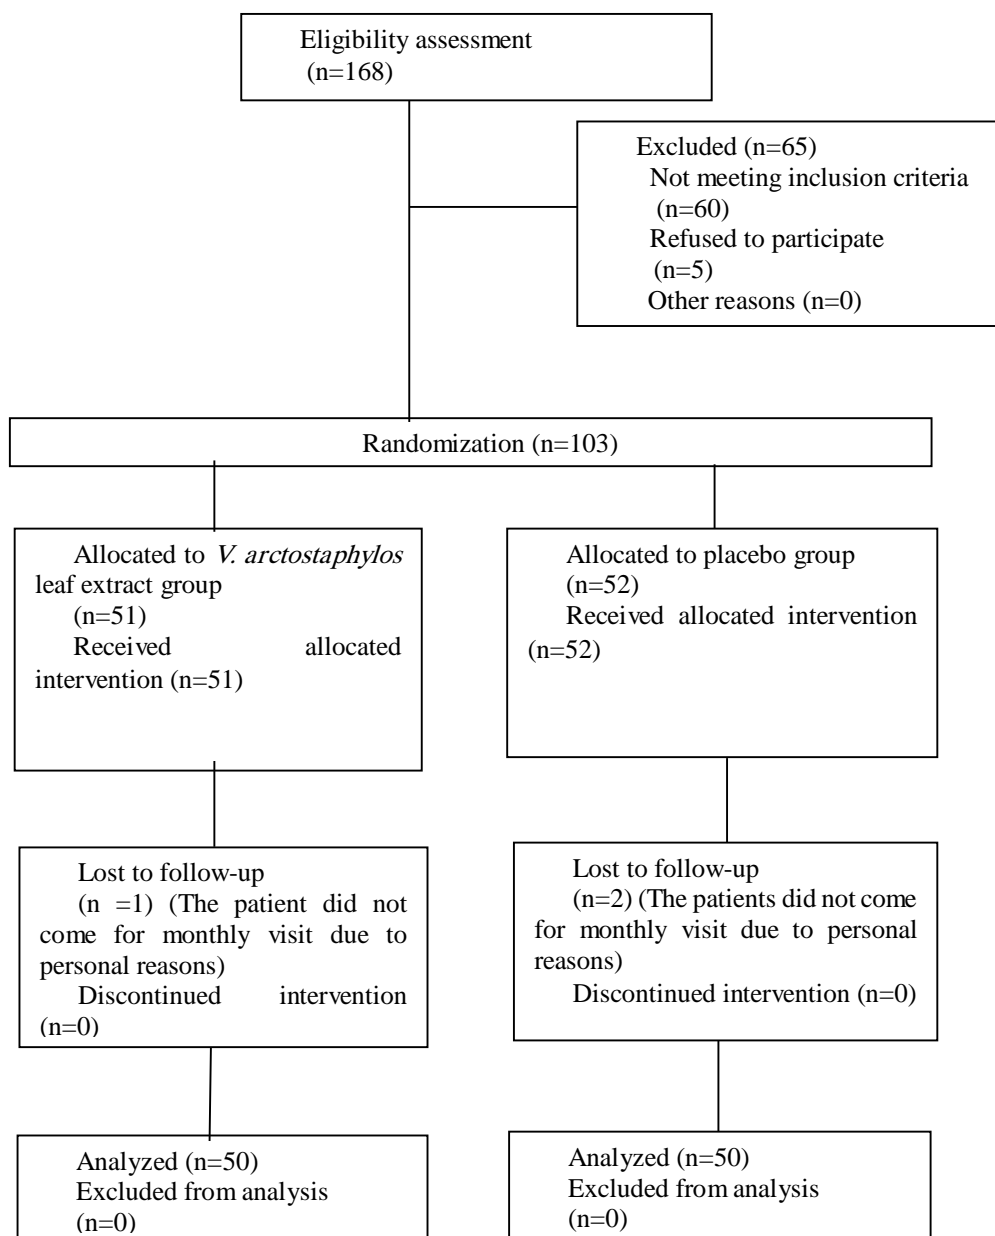 Eligibility assessment
(n=168)
Excluded (n=65)
Not meeting inclusion criteria
(n=60)
Refused to participate
(n=5)
Other reasons (n=0)
Randomization (n=103)
Allocated to V. arctostaphylos
leaf extract group
(n=51)
Received allocated
intervention (n=51)
Allocated to placebo group
(n=52)
Received allocated intervention
(n=52)
Lost to follow-up
(n =1) (The patient did not
come for monthly visit due to
personal reasons)
Discontinued intervention
(n=0)
Lost to follow-up
(n=2) (The patients did not come
for monthly visit due to personal
reasons)
Discontinued intervention (n=0)
Analyzed (n=50)
Excluded from analysis
(n=0)
Analyzed (n=50)
Excluded from analysis
(n=0)